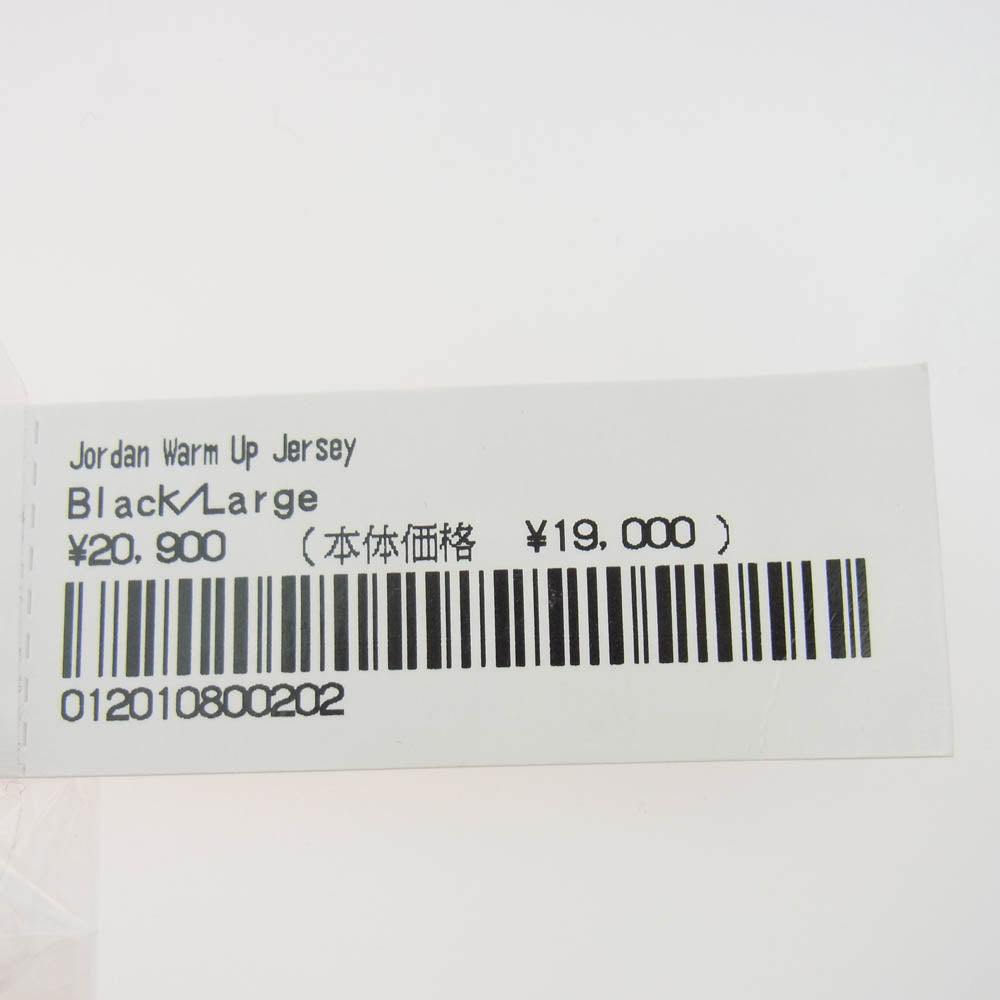 Jordan Warm Up Jersey
Black/Large
¥20,900 (本体価格 ¥19,000)
012010800202